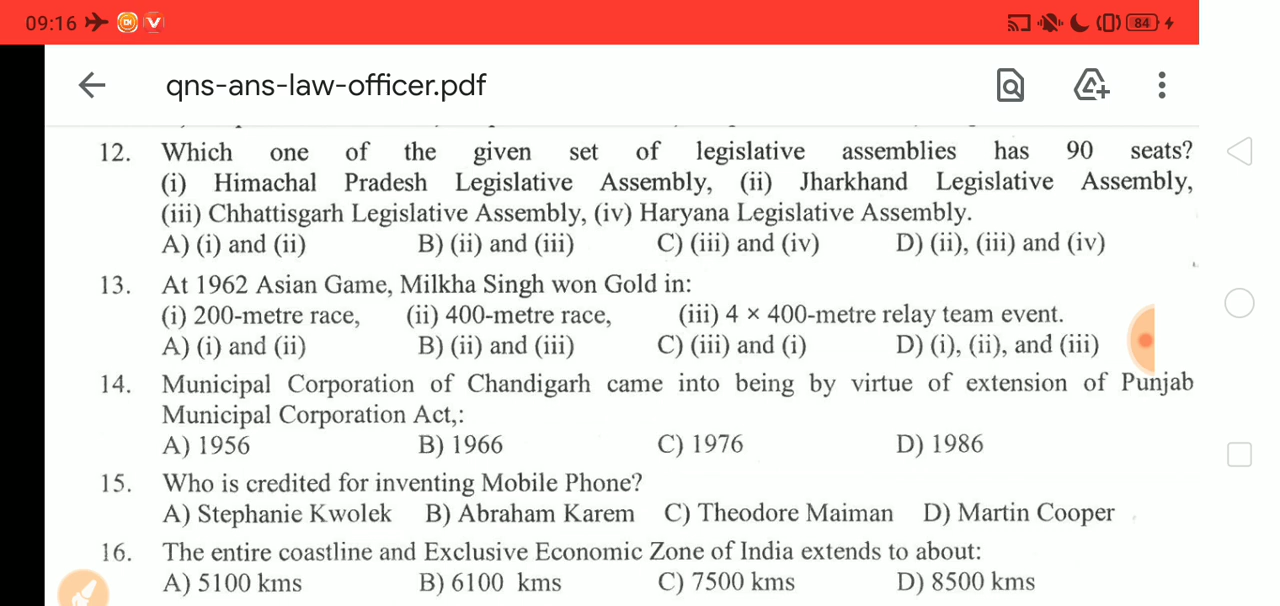 09:16
84
qns-ans-law-officer.pdf
12. Which one of the given set of legislative assemblies has 90 seats?
(i) Himachal Pradesh Legislative Assembly, (ii) Jharkhand Legislative Assembly,
(iii) Chhattisgarh Legislative Assembly, (iv) Haryana Legislative Assembly.
A) (i) and (ii) B) (ii) and (iii) C) (iii) and (iv) D) (ii), (iii) and (iv)
13. At 1962 Asian Game, Milkha Singh won Gold in:
(i) 200-metre race, (ii) 400-metre race, (iii) 4 × 400-metre relay team event.
A) (i) and (ii) B) (ii) and (iii) C) (iii) and (i) D) (i), (ii), and (iii)
14. Municipal Corporation of Chandigarh came into being by virtue of extension of Punjab
Municipal Corporation Act,:
A) 1956 B) 1966 C) 1976 D) 1986
15. Who is credited for inventing Mobile Phone?
A) Stephanie Kwolek B) Abraham Karem C) Theodore Maiman D) Martin Cooper
16. The entire coastline and Exclusive Economic Zone of India extends to about:
A) 5100 kms B) 6100 kms C) 7500 kms D) 8500 kms